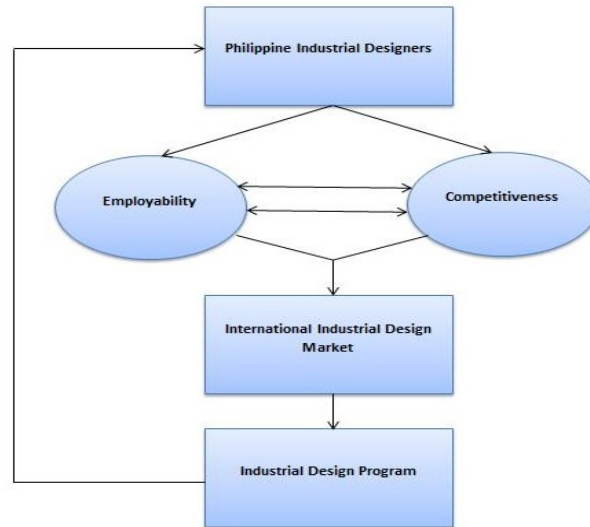 Philippine Industrial Designers
Employability
Competitiveness
International Industrial Design
Market
Industrial Design Program